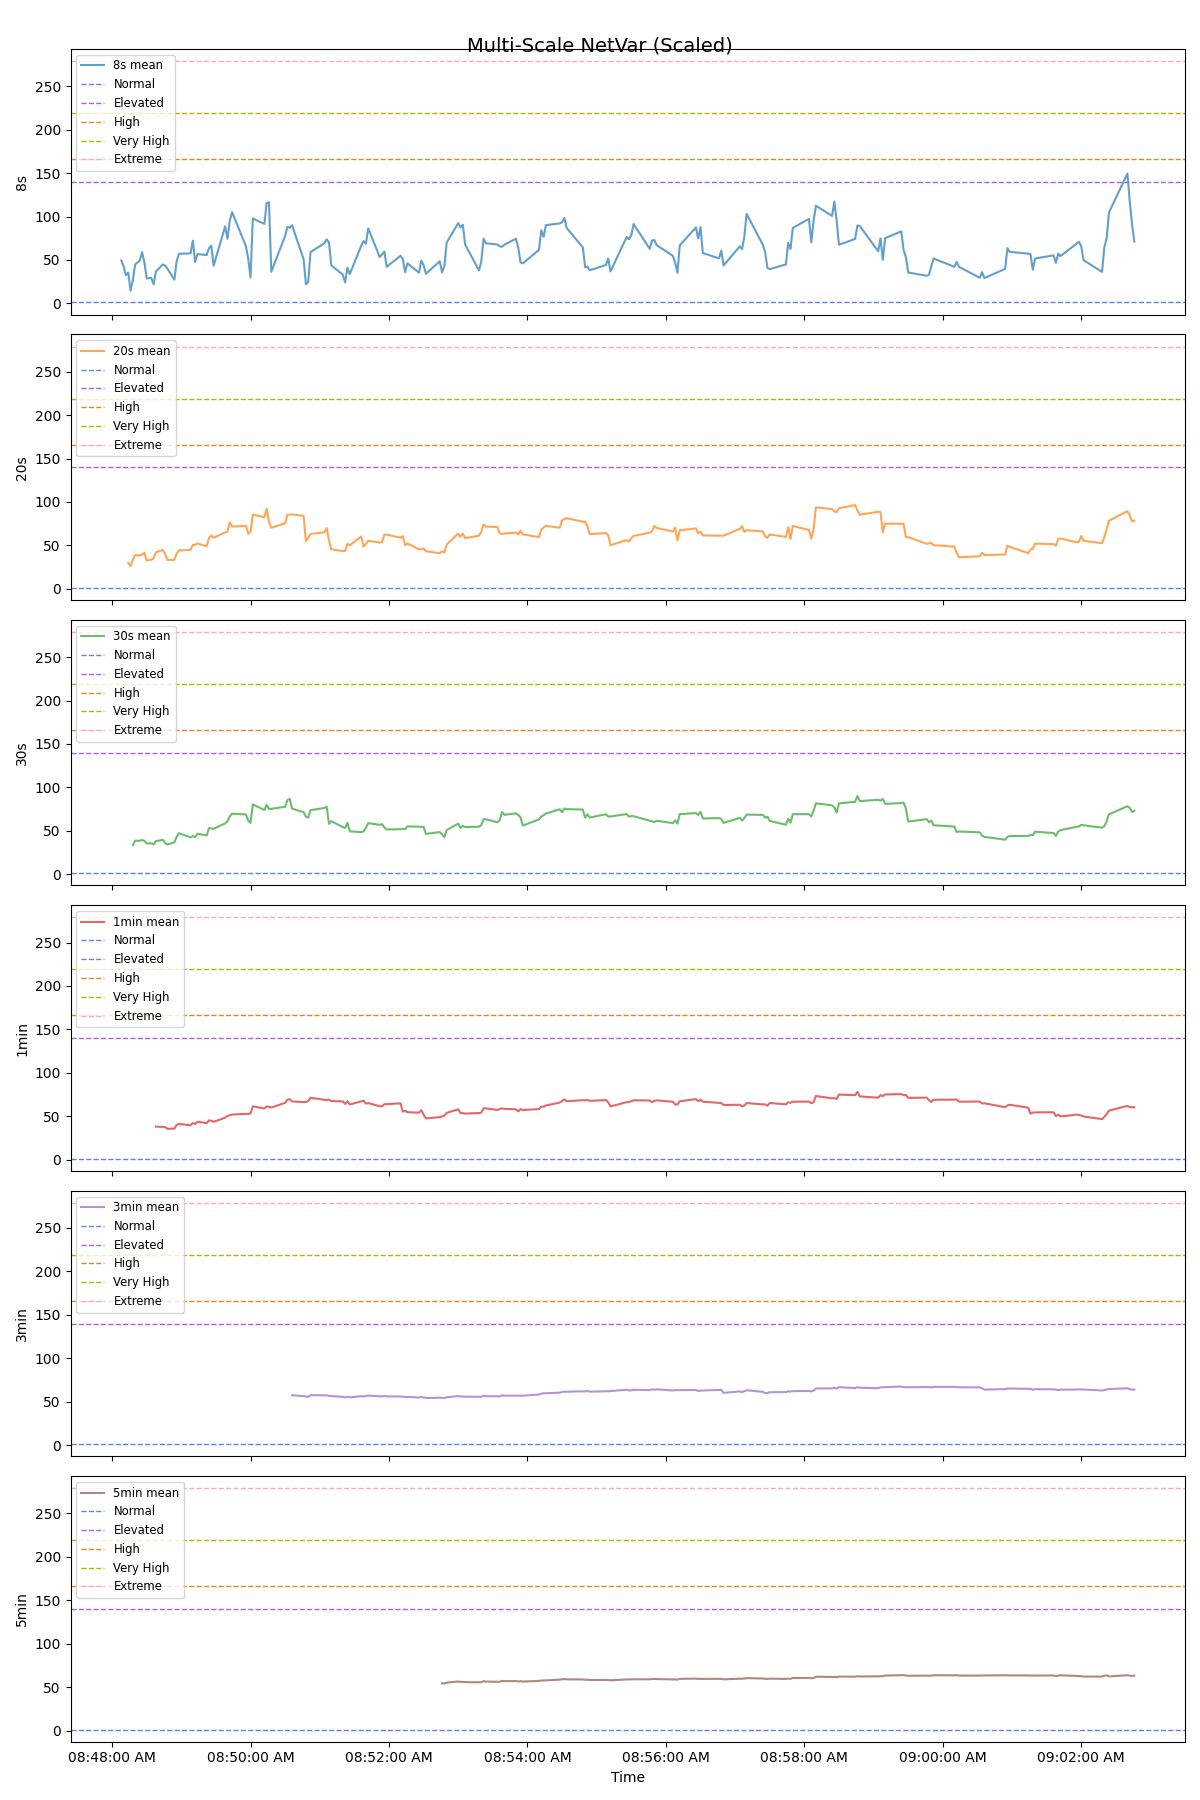 Multi-Scale NetVar (Scaled)
8s mean
Normal
Elevated
High
Very High
Extreme
250
200
150
100
50
0
8s
20s mean
Normal
Elevated
High
Very High
Extreme
250
200
150
100
50
0
20s
30s mean
Normal
Elevated
High
Very High
Extreme
250
200
150
100
50
0
30s
1min mean
Normal
Elevated
High
Very High
Extreme
250
200
150
100
50
0
1min
3min mean
Normal
Elevated
High
Very High
Extreme
250
200
150
100
50
0
3min
5min mean
Normal
Elevated
High
Very High
Extreme
250
200
150
100
50
0
5min
08:48:00 AM 08:50:00 AM 08:52:00 AM 08:54:00 AM 08:56:00 AM 08:58:00 AM 09:00:00 AM 09:02:00 AM
Time